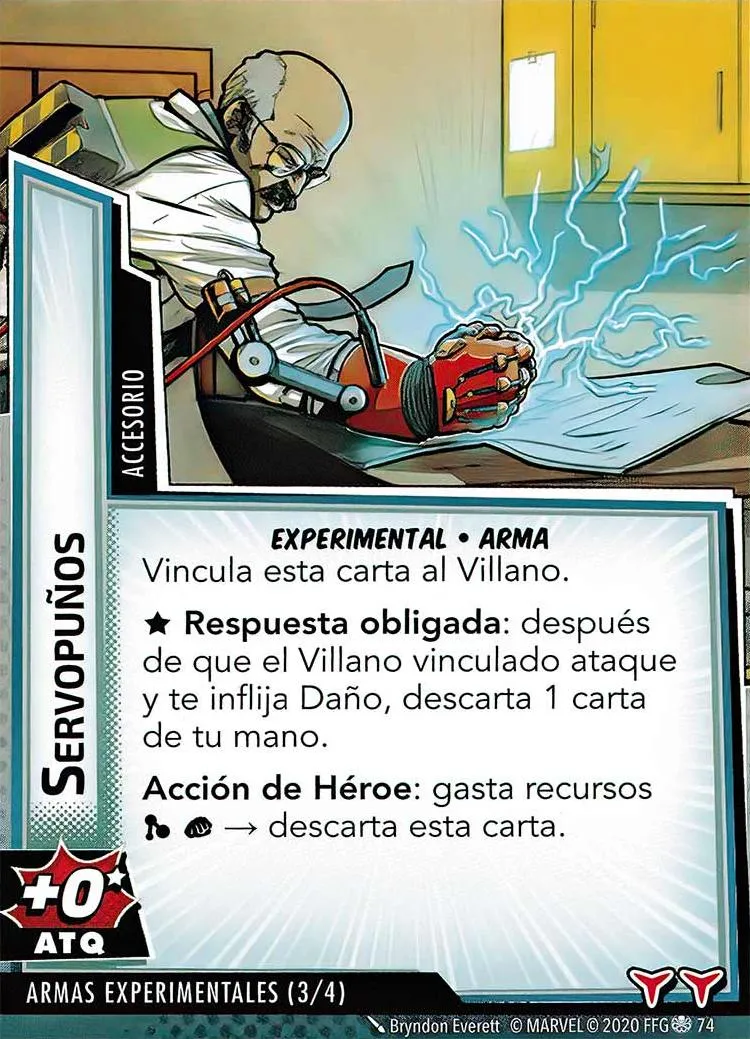 ACCESORIO
SERVOPUÑOS
EXPERIMENTAL • ARMA
Vincula esta carta al Villano.
★ Respuesta obligada: después
de que el Villano vinculado ataque
y te inflija Daño, descarta 1 carta
de tu mano.
Acción de Héroe: gasta recursos
→ descarta esta carta.
+0★
ATQ
ARMAS EXPERIMENTALES (3/4)
Bryndon Everett © MARVEL © 2020 FFG 74